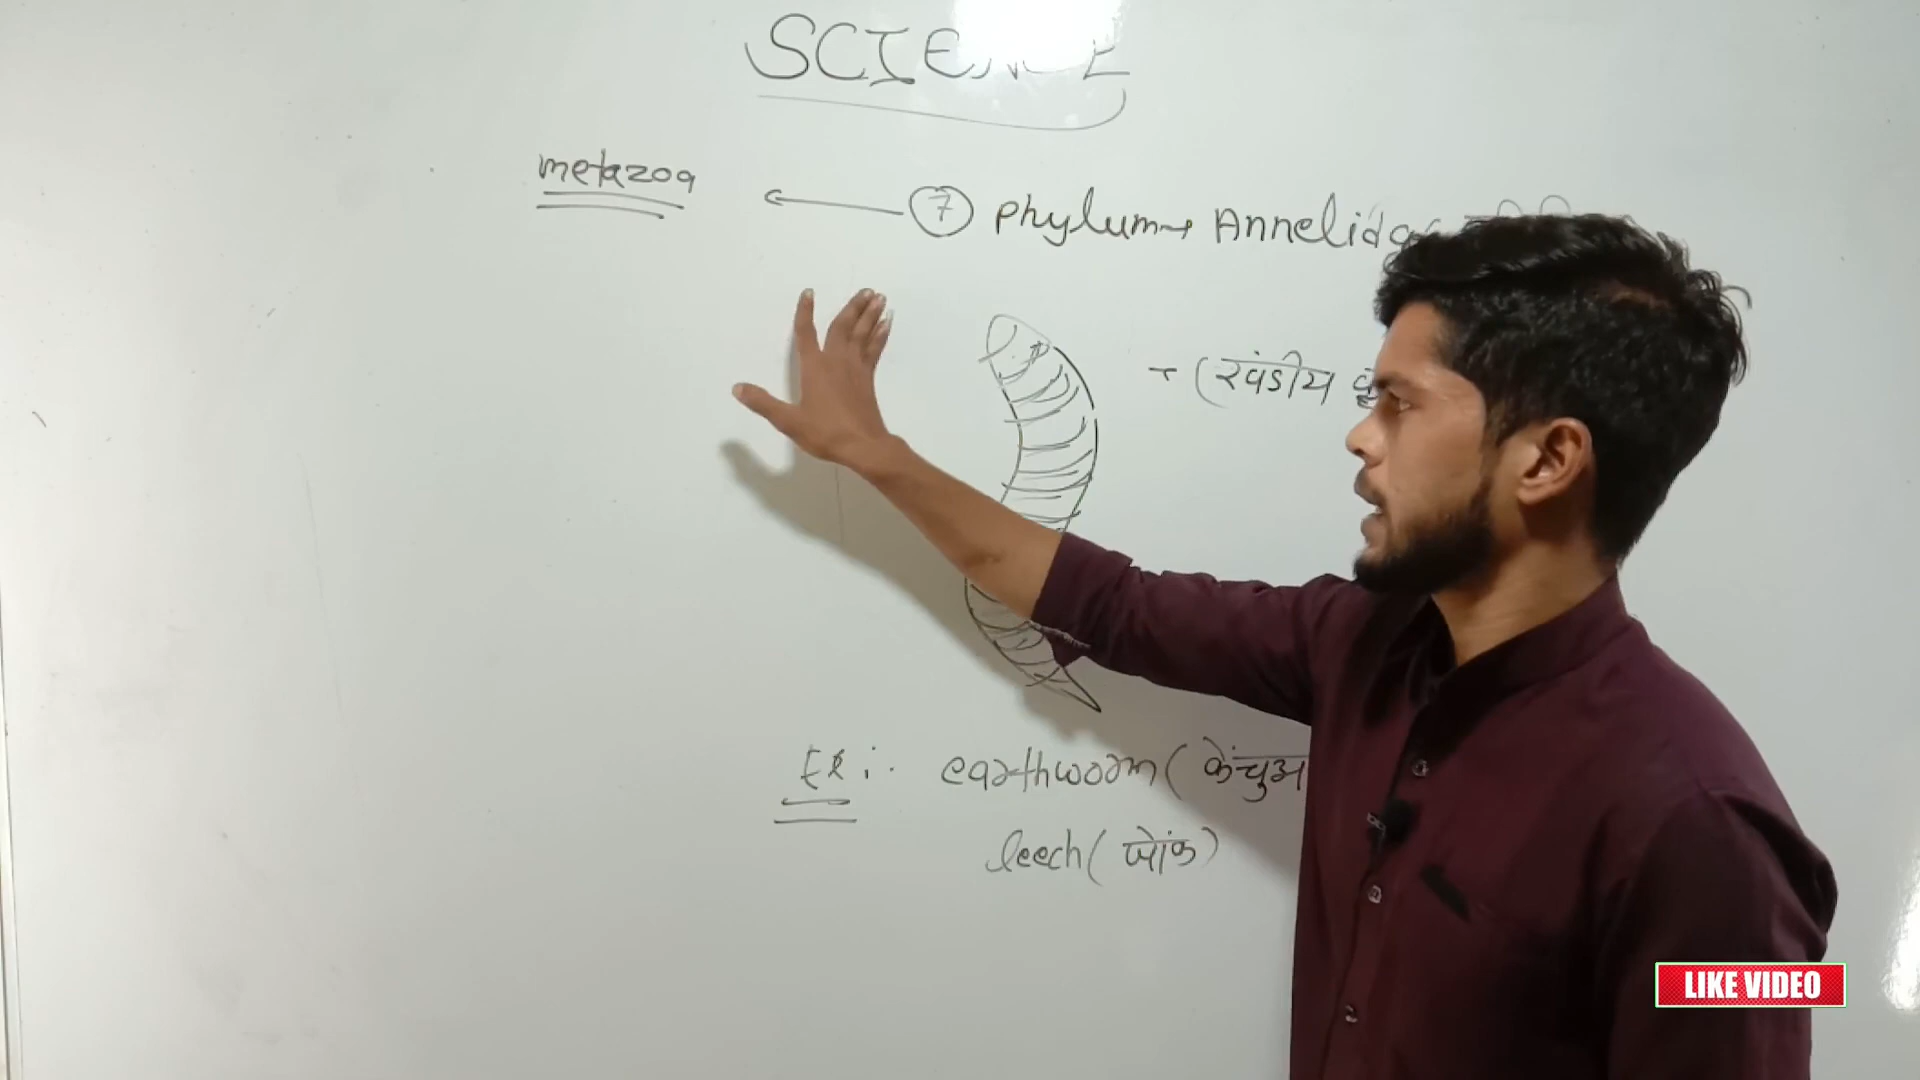 SCIENCE
metazoa ← 7 Phylum → Annelida
→ (खंडीय
Ex :- earthworm ( केंचुआ
leech ( जोंक )
LIKE VIDEO